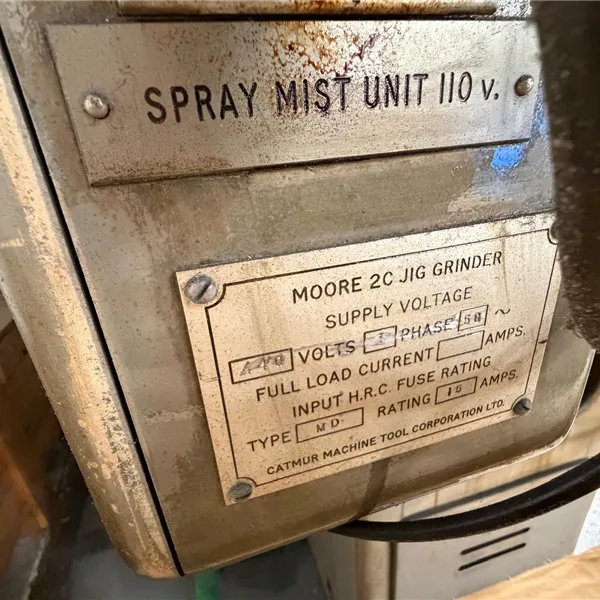 SPRAY MIST UNIT 110 V.
MOORE 2C JIG GRINDER
SUPPLY VOLTAGE
440 VOLTS 3 PHASE 50 ~
FULL LOAD CURRENT AMPS.
INPUT H.R.C. FUSE RATING
TYPE MD. RATING 15 AMPS.
CATMUR MACHINE TOOL CORPORATION LTD.